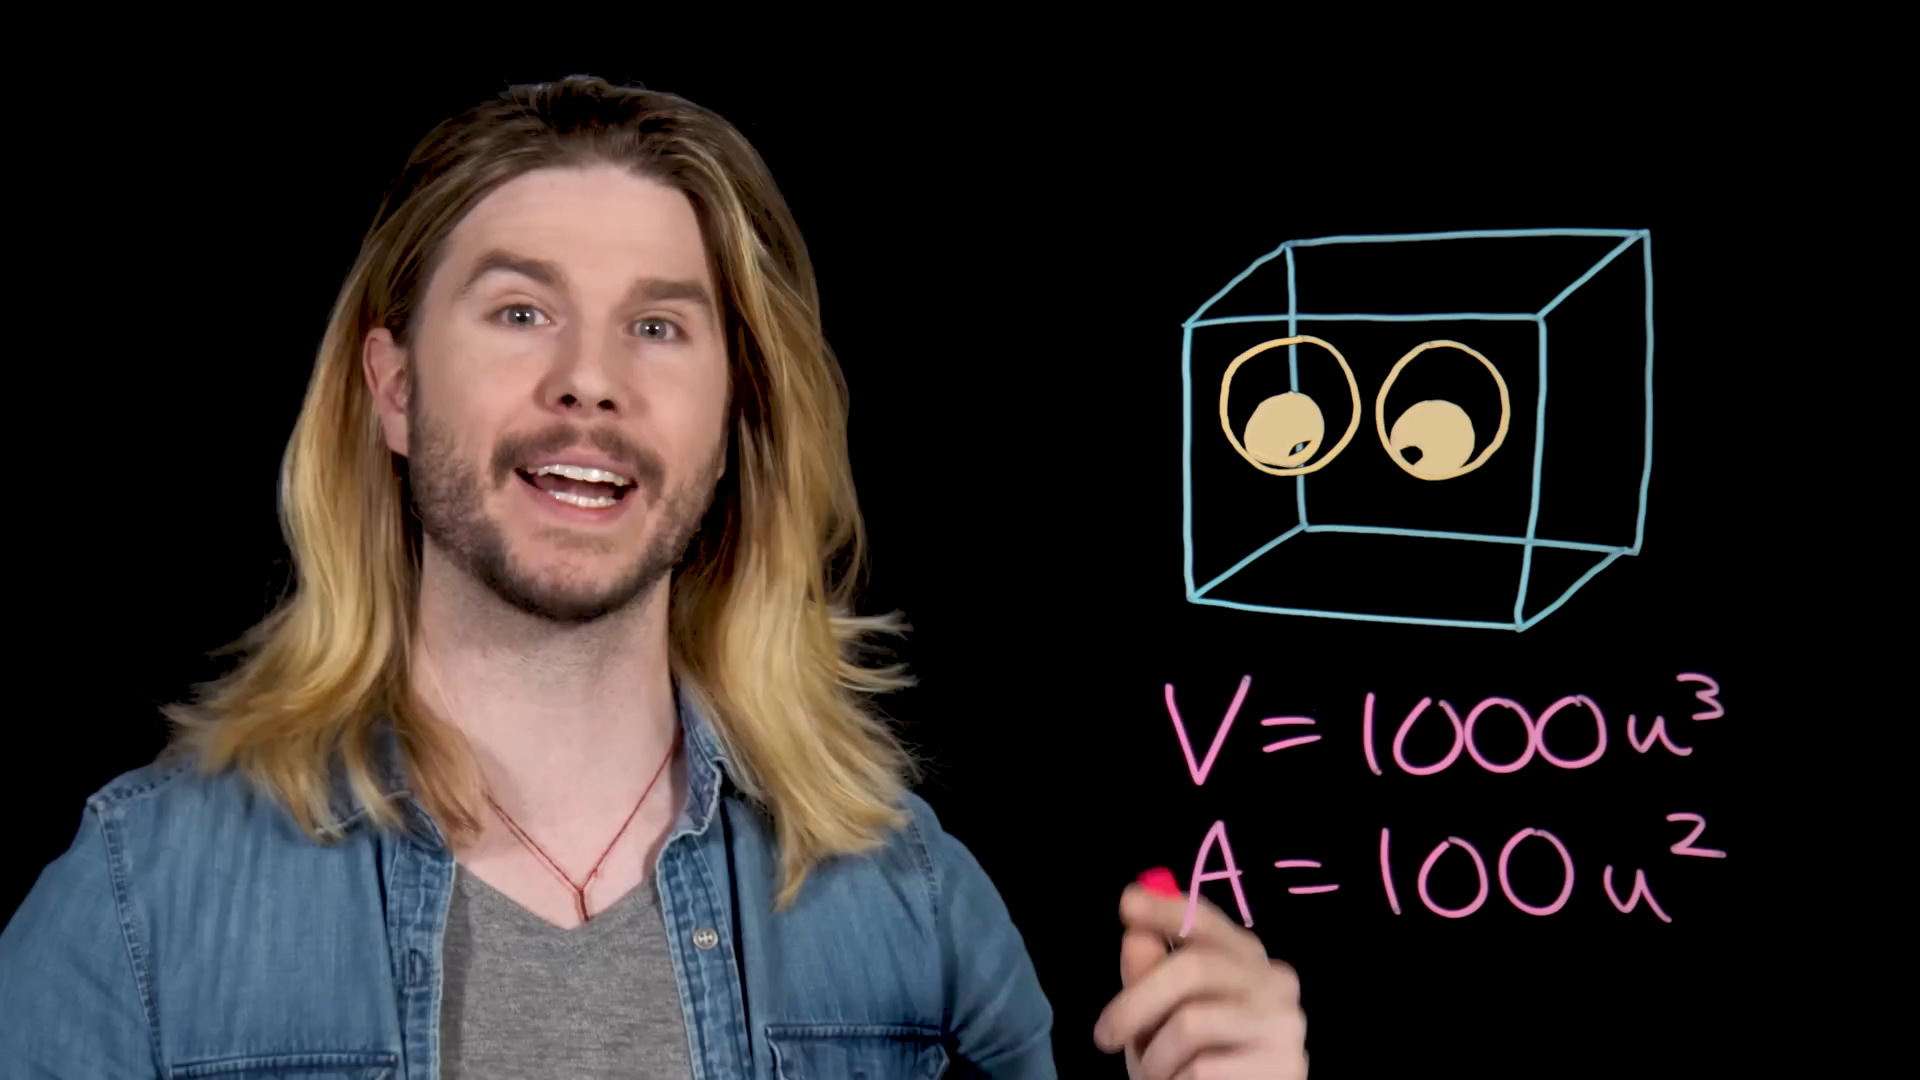 V = 1000u³
A = 100u²